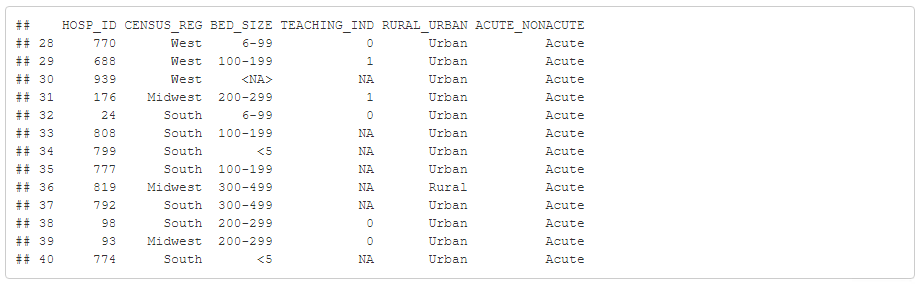 ##    HOSP_ID CENSUS_REG BED_SIZE TEACHING_IND RURAL_URBAN ACUTE_NONACUTE
## 28     770       West     6-99            0       Urban          Acute
## 29     688       West  100-199            1       Urban          Acute
## 30     939       West     <NA>           NA       Urban          Acute
## 31     176    Midwest  200-299            1       Urban          Acute
## 32      24      South     6-99            0       Urban          Acute
## 33     808      South  100-199           NA       Urban          Acute
## 34     799      South       <5           NA       Urban          Acute
## 35     777      South  100-199           NA       Urban          Acute
## 36     819    Midwest  300-499           NA       Rural          Acute
## 37     792      South  300-499           NA       Urban          Acute
## 38      98      South  200-299            0       Urban          Acute
## 39      93    Midwest  200-299            0       Urban          Acute
## 40     774      South       <5           NA       Urban          Acute